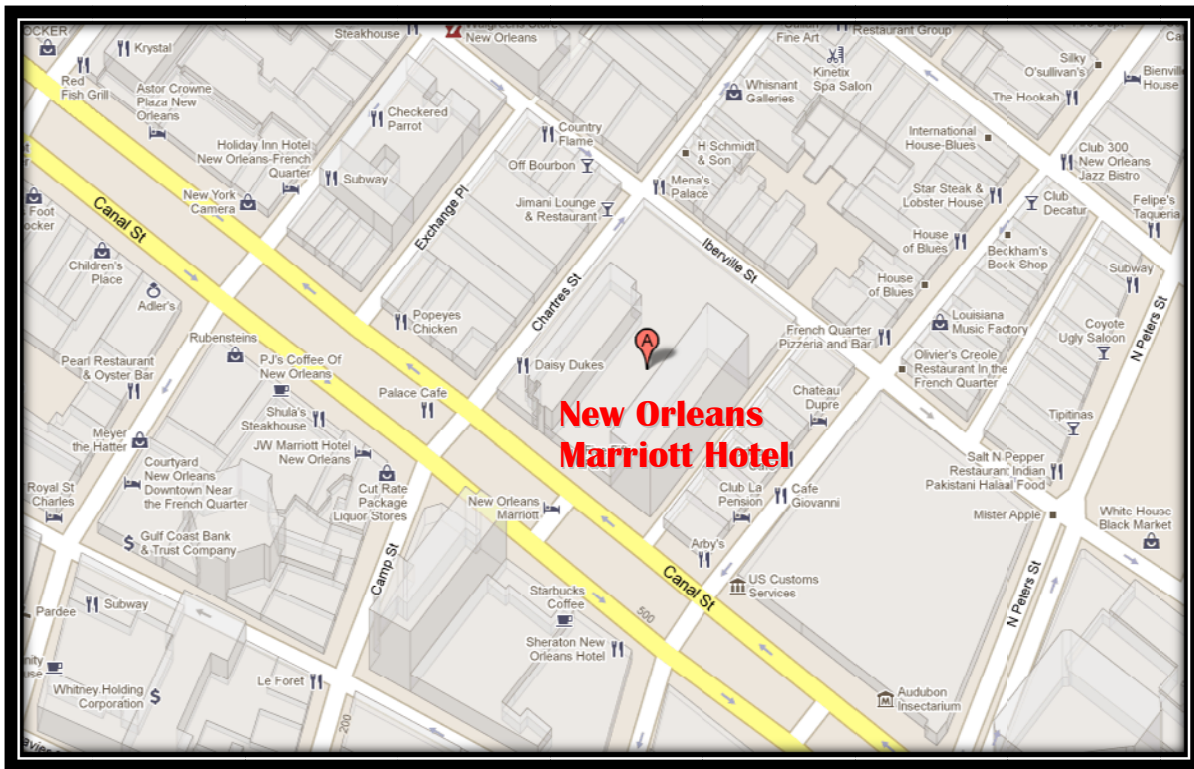 OCKER
Krystal
Steakhouse
Walgreens Store
New Orleans
Fine Art
Restaurant Group
Red
Fish Grill
Astor Crowne
Plaza New
Orleans
Checkered
Parrot
Whisnant
Galleries
Kinetix
Spa Salon
Silky
O'sullivan's
Bienville
House
The Hookah
Holiday Inn Hotel
New Orleans-French
Quarter
Subway
Country
Flame
Off Bourbon
H Schmidt
& Son
International
House-Blues
Club 300
New Orleans
Jazz Bistro
New York
Camera
Exchange Pl
Jimani Lounge
& Restaurant
Mena's
Palace
Star Steak &
Lobster House
Club
Decatur
Felipe's
Taqueria
Foot
ocker
Canal St
Iberville St
House
of Blues
Beckham's
Book Shop
Children's
Place
Adler's
Chartres St
House
of Blues
Subway
N Peters St
Popeyes
Chicken
Louisiana
Music Factory
Coyote
Ugly Saloon
Rubensteins
A
French Quarter
Pizzeria and Bar
Pearl Restaurant
& Oyster Bar
PJ's Coffee Of
New Orleans
Daisy Dukes
Olivier's Creole
Restaurant In the
French Quarter
Palace Cafe
Chateau
Dupre
Shula's
Steakhouse
New Orleans
Marriott Hotel
Tipitinas
Meyer
the Hatter
JW Marriott Hotel
New Orleans
Salt N Pepper
Restaurant Indian
Pakistani Halaal Food
Courtyard
New Orleans
Downtown Near
the French Quarter
Royal St
Charles
Cut Rate
Package
Liquor Stores
New Orleans
Marriott
Club La
Pension
Cafe
Giovanni
Mister Apple
White House
Black Market
Gulf Coast Bank
& Trust Company
Camp St
Arby's
Canal St
US Customs
Services
N Peters St
Pardee
Subway
Starbucks
Coffee
500
Sheraton New
Orleans Hotel
Le Foret
Whitney Holding
Corporation
200
Audubon
Insectarium